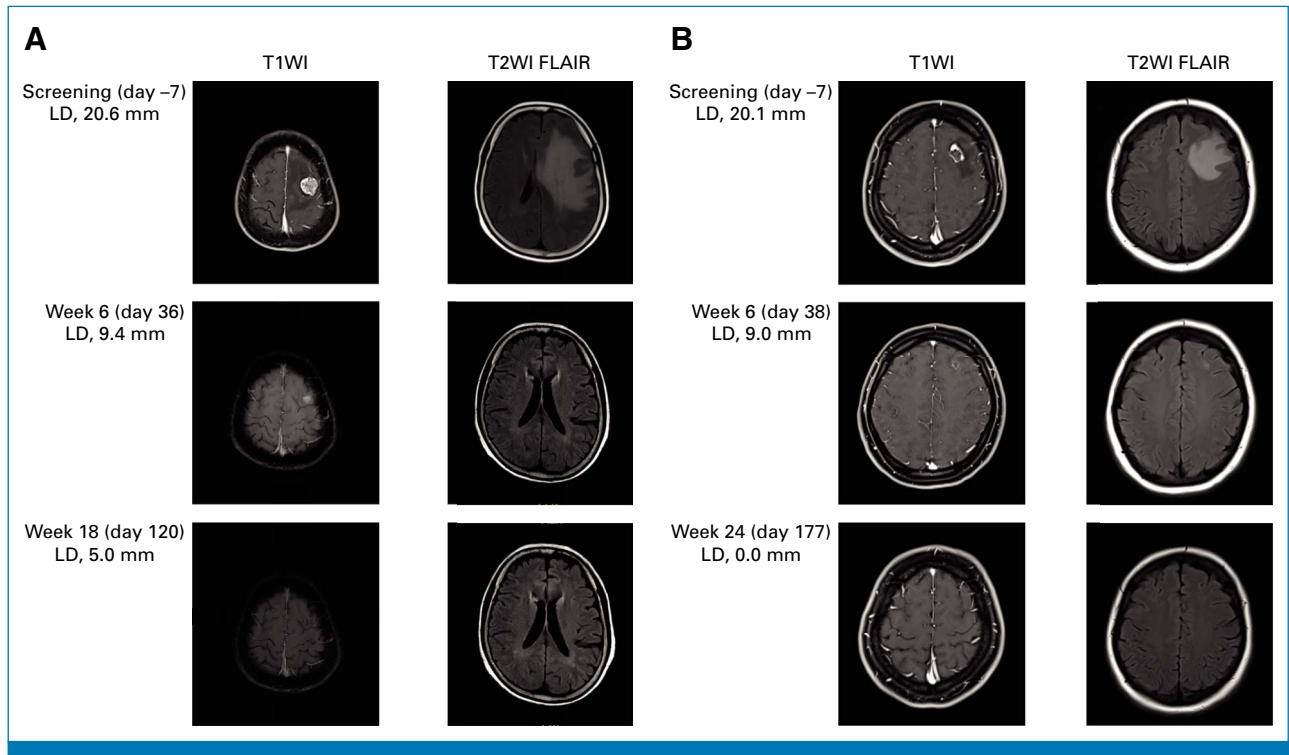 A
T1WI
T2WI FLAIR
Screening (day –7)
LD, 20.6 mm
Week 6 (day 36)
LD, 9.4 mm
Week 18 (day 120)
LD, 5.0 mm
B
T1WI
T2WI FLAIR
Screening (day –7)
LD, 20.1 mm
Week 6 (day 38)
LD, 9.0 mm
Week 24 (day 177)
LD, 0.0 mm